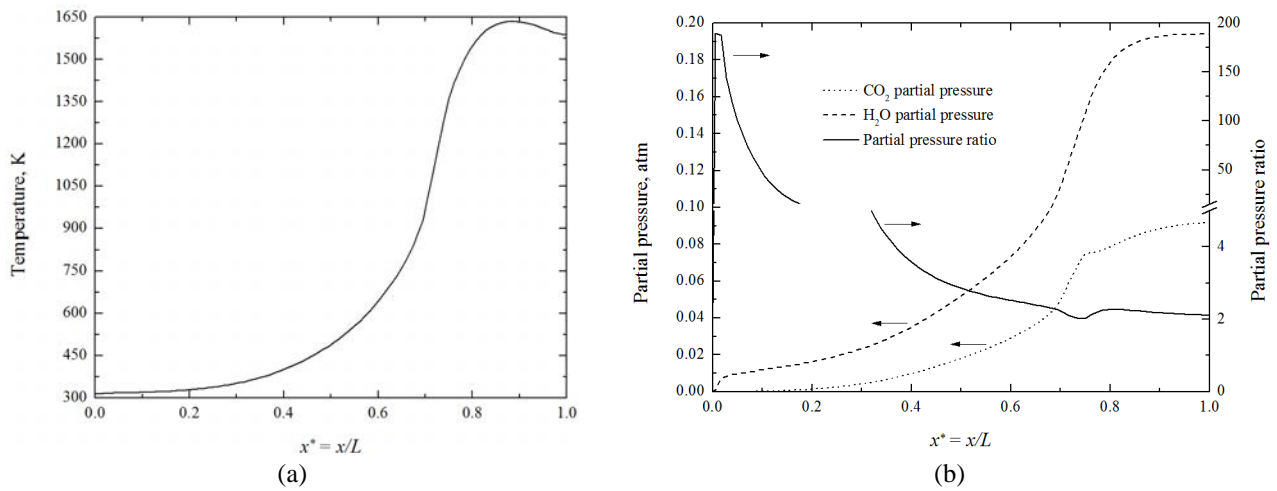 1650
1500
1350
1200
1050
900
750
600
450
300
Temperature, K
0.0 0.2 0.4 0.6 0.8 1.0
x* = x/L
(a)
0.20
0.18
0.16
0.14
0.12
0.10
0.08
0.06
0.04
0.02
0.00
Partial pressure, atm
CO₂ partial pressure
H₂O partial pressure
Partial pressure ratio
200
150
100
50
4
2
0
Partial pressure ratio
0.0 0.2 0.4 0.6 0.8 1.0
x* = x/L
(b)